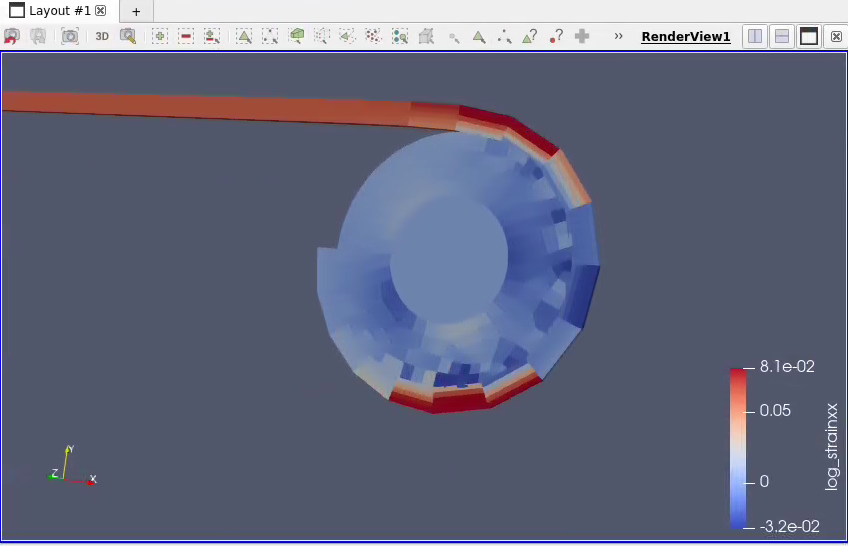 Layout #1
+
3D
RenderView1
8.1e-02
0.05
0
-3.2e-02
log_strainxx
Y
Z
X